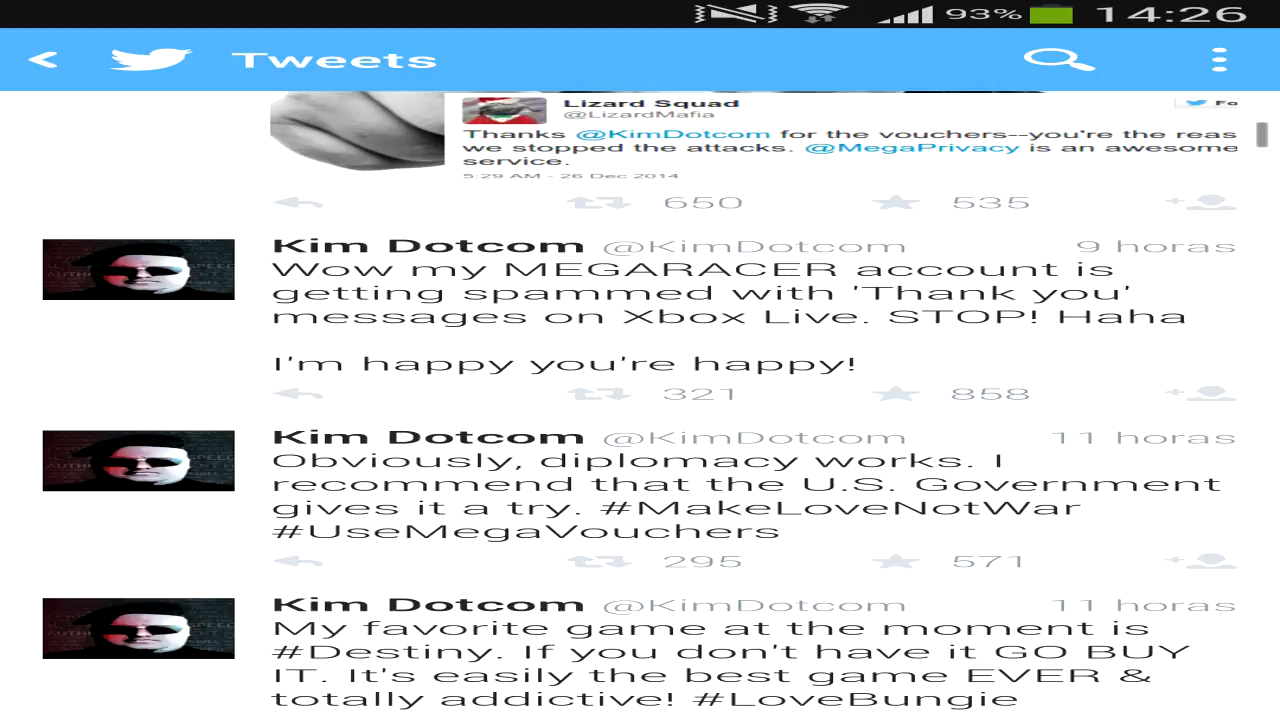 93% 14:26
Tweets
Lizard Squad
@LizardMafia
Thanks @KimDotcom for the vouchers--you're the reas
we stopped the attacks. @MegaPrivacy is an awesome
service.
5:29 AM - 26 Dec 2014
650 535
Kim Dotcom @KimDotcom 9 horas
Wow my MEGARACER account is
getting spammed with 'Thank you'
messages on Xbox Live. STOP! Haha
I'm happy you're happy!
321 858
Kim Dotcom @KimDotcom 11 horas
Obviously, diplomacy works. I
recommend that the U.S. Government
gives it a try. #MakeLoveNotWar
#UseMegaVouchers
295 571
Kim Dotcom @KimDotcom 11 horas
My favorite game at the moment is
#Destiny. If you don't have it GO BUY
IT. It's easily the best game EVER &
totally addictive! #LoveBungie